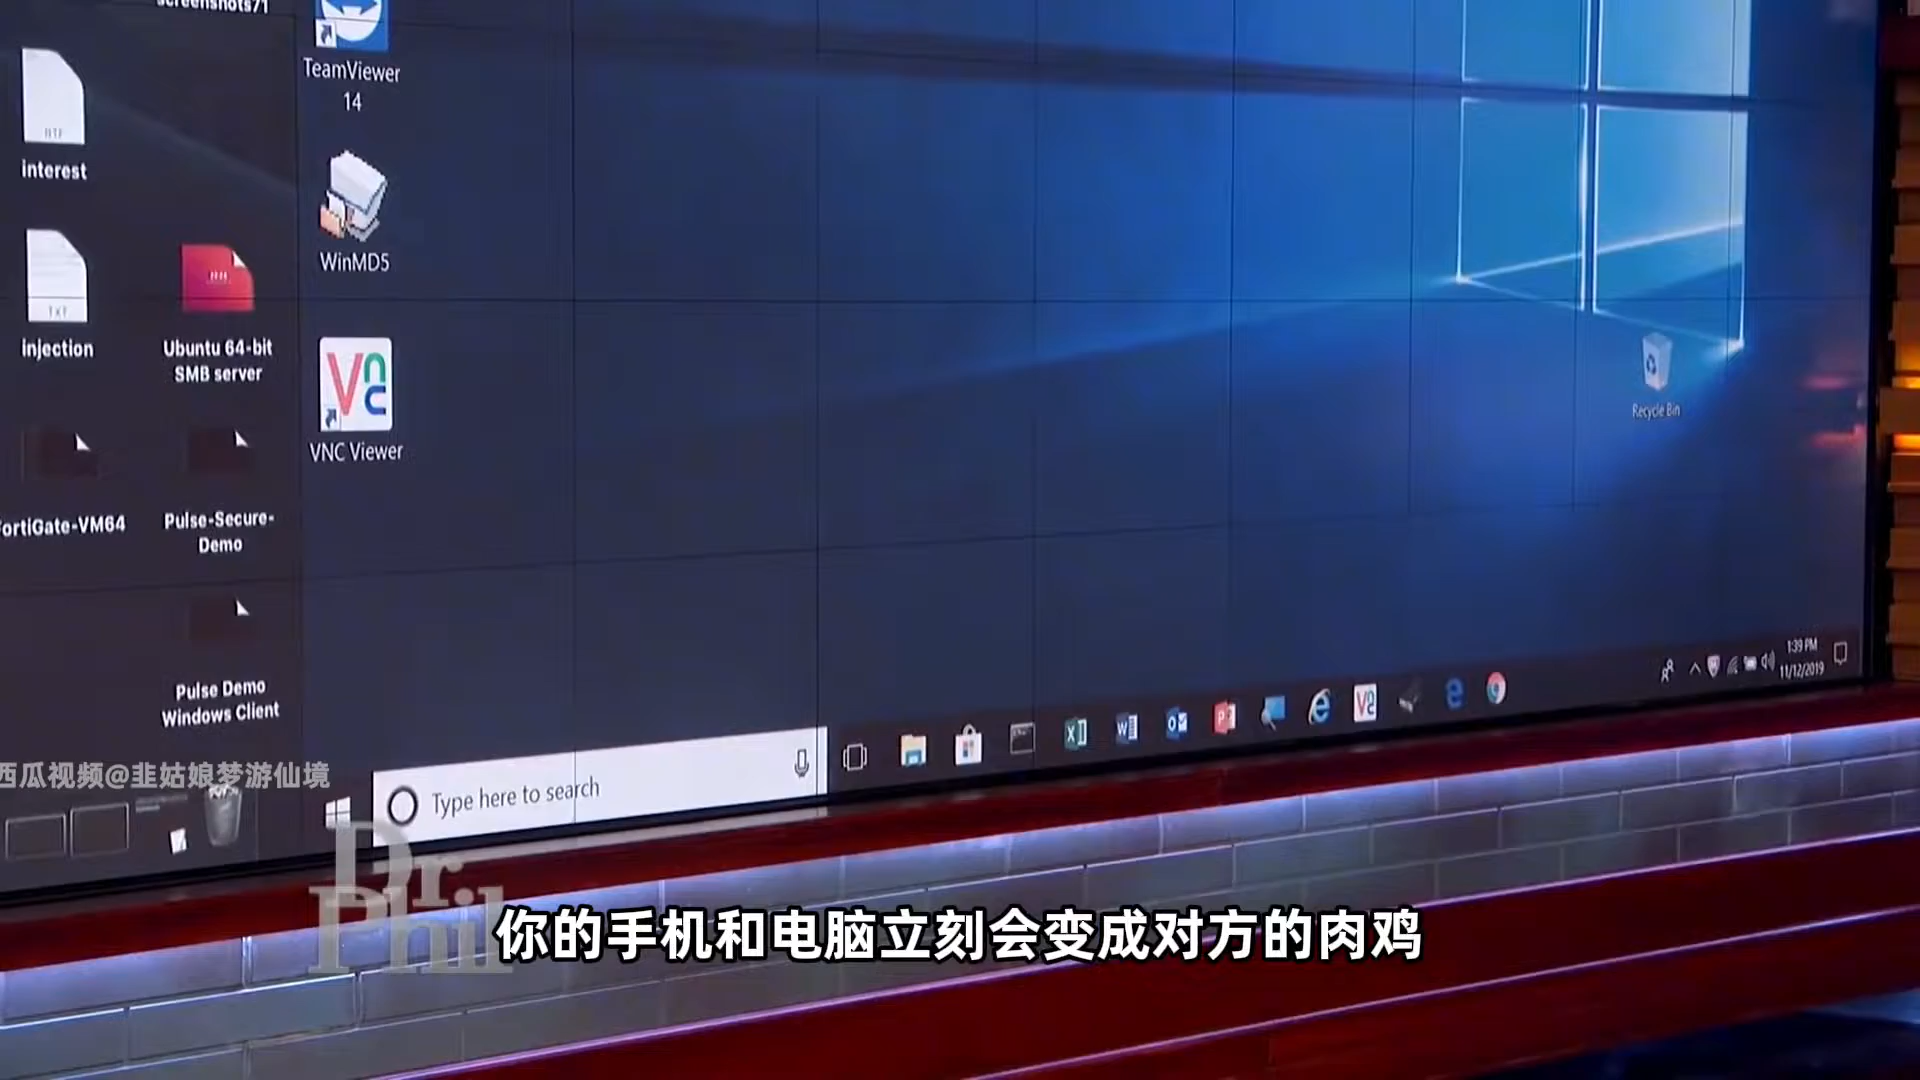 screenshots71
TeamViewer
14
RTF
interest
WinMD5
TXT
injection
Ubuntu 64-bit
SMB server
VNC
VNC Viewer
Recycle Bin
FortiGate-VM64
Pulse-Secure-
Demo
Pulse Demo
Windows Client
1:39 PM
11/12/2019
西瓜视频@韭姑娘梦游仙境
Type here to search
Dr.
Phil
你的手机和电脑立刻会变成对方的肉鸡